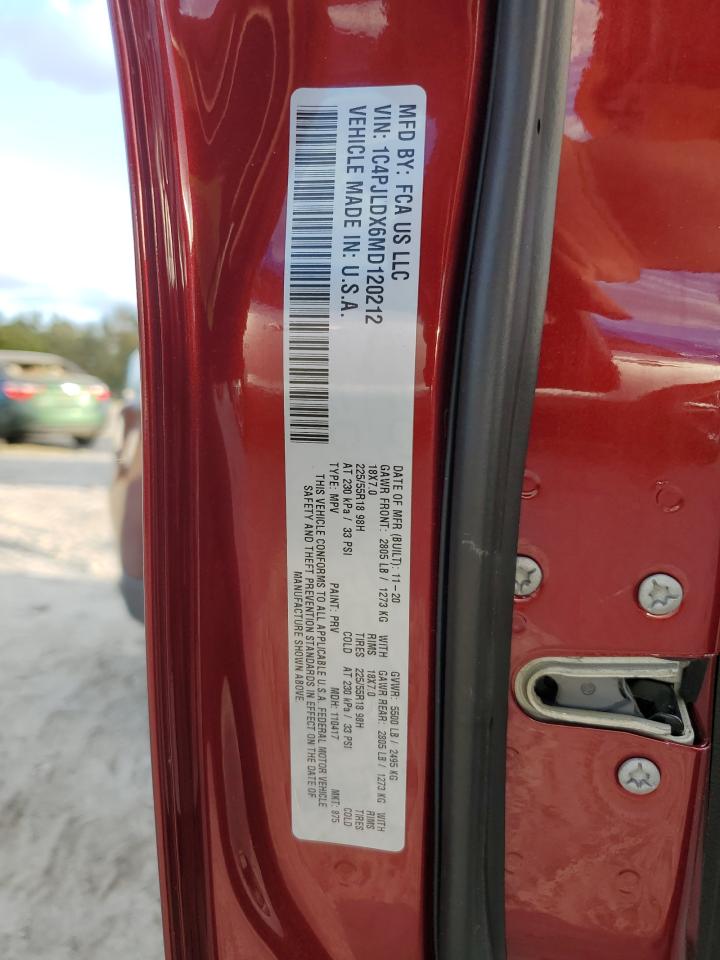 MFD BY: FCA US LLC
VIN: 1C4PJLDX6MD120212
VEHICLE MADE IN: U.S.A.
DATE OF MFR (BUILT): 11-20 GVWR: 5500 LB / 2495 KG
GAWR FRONT: 2805 LB / 1273 KG WITH GAWR REAR: 2805 LB / 1273 KG WITH
18X7.0 RIMS 18X7.0 RIMS
225/55R18 98H TIRES 225/55R18 98H TIRES
AT 230 kPa / 33 PSI COLD AT 230 kPa / 33 PSI COLD
TYPE: MPV PAINT: PRV MDH: 110417 MKT: 975
THIS VEHICLE CONFORMS TO ALL APPLICABLE U.S.A. FEDERAL MOTOR VEHICLE
SAFETY AND THEFT PREVENTION STANDARDS IN EFFECT ON THE DATE OF
MANUFACTURE SHOWN ABOVE.